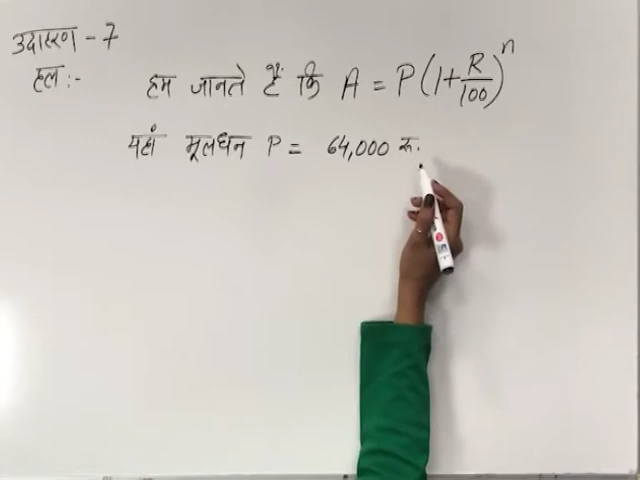 उदाहरण - 7
हल :- हम जानते हैं कि A = P(1+R/100)^n
यहां मूलधन P = 64,000 रू.